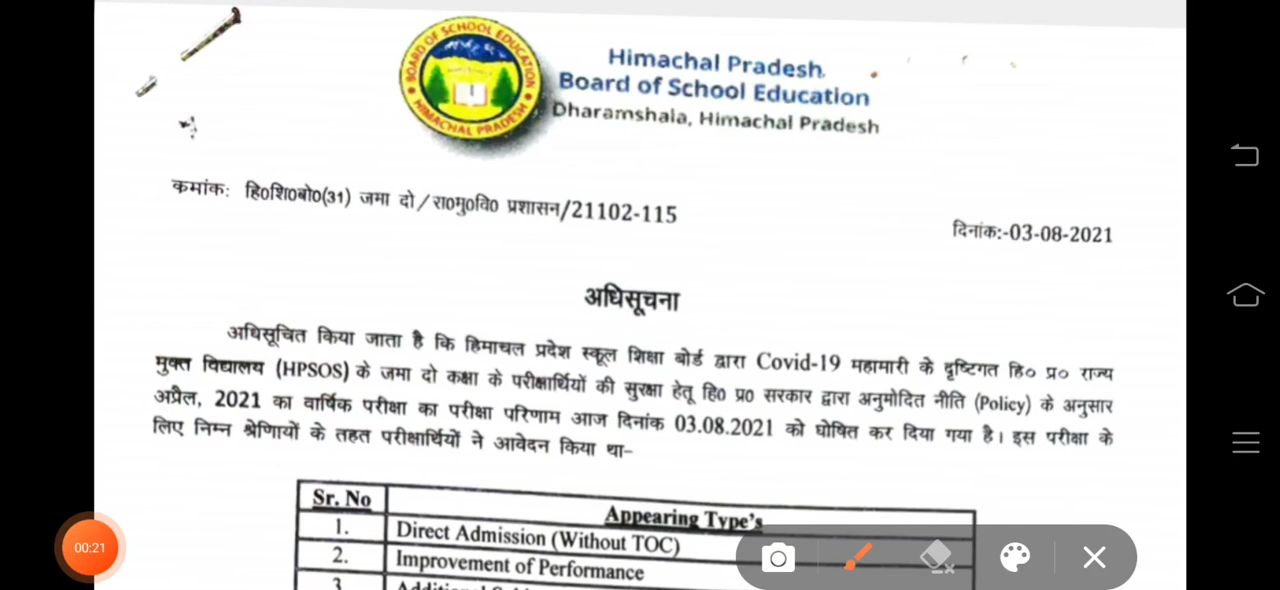 BOARD OF SCHOOL EDUCATION
HIMACHAL PRADESH
Himachal Pradesh
Board of School Education
Dharamshala, Himachal Pradesh
कमांक: हि0शि0बो0(31) जमा दो/रा0मु0वि0 प्रशासन/21102-115
दिनांक:-03-08-2021
अधिसूचना
अधिसूचित किया जाता है कि हिमाचल प्रदेश स्कूल शिक्षा बोर्ड द्वारा Covid-19 महामारी के दृष्टिगत हि0 प्र0 राज्य
मुक्त विद्यालय (HPSOS) के जमा दो कक्षा के परीक्षार्थियों की सुरक्षा हेतू हि0 प्र0 सरकार द्वारा अनुमोदित नीति (Policy) के अनुसार
अप्रैल, 2021 का वार्षिक परीक्षा का परीक्षा परिणाम आज दिनांक 03.08.2021 को घोषित कर दिया गया है। इस परीक्षा के
लिए निम्न श्रेणियों के तहत परीक्षार्थियों ने आवेदन किया था-
Sr. No Appearing Type's
1. Direct Admission (Without TOC)
2. Improvement of Performance
3
00:21